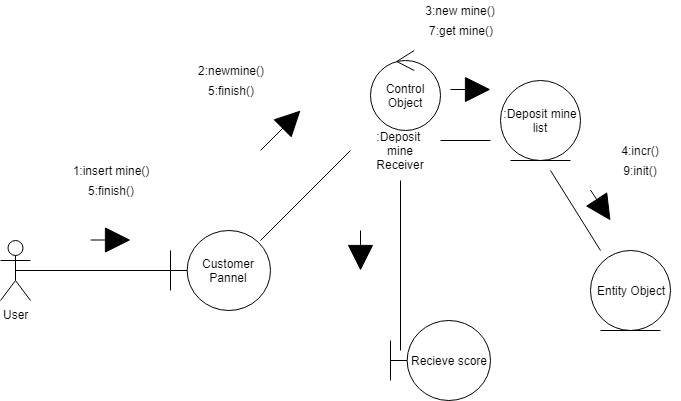 3:new mine()
7:get mine()
2:newmine()
5:finish()
Control
Object
:Deposit mine
list
:Deposit
mine
Receiver
4:incr()
9:init()
1:insert mine()
5:finish()
Customer
Pannel
Entity Object
User
Recieve score